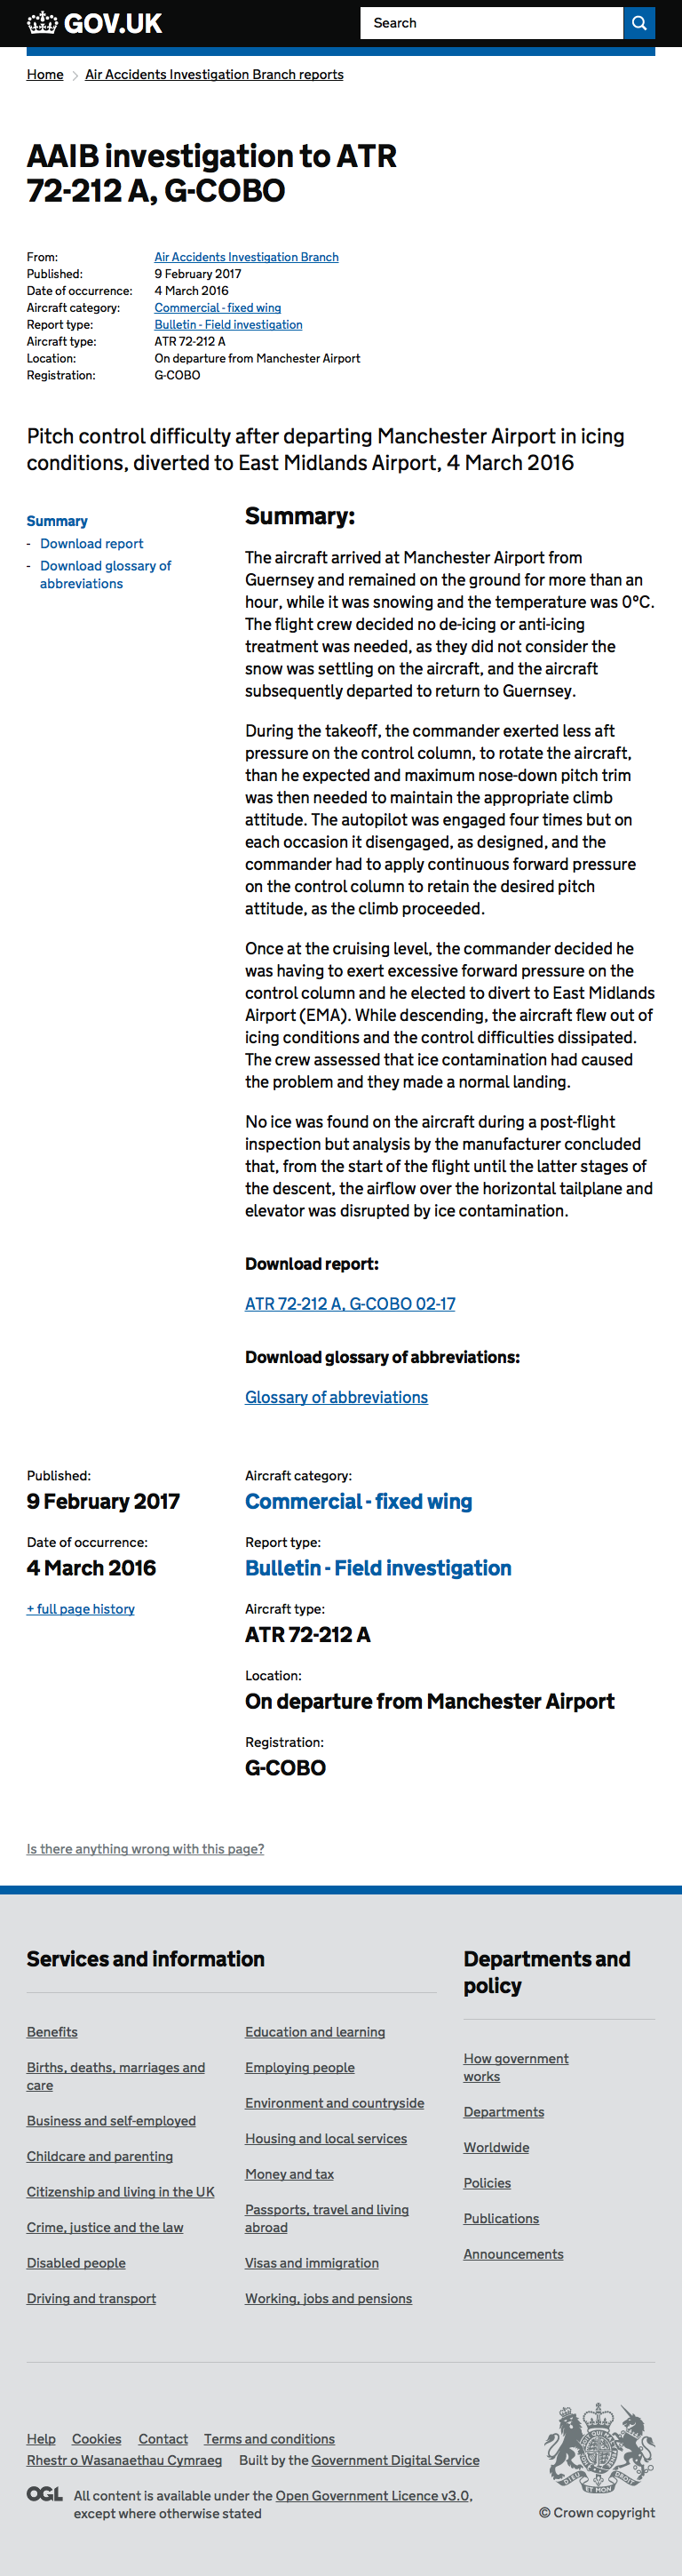 GOV.UK
Search
Home
Air Accidents Investigation Branch reports
AAIB investigation to ATR
72-212 A, G-COBO
From: Air Accidents Investigation Branch
Published: 9 February 2017
Date of occurrence: 4 March 2016
Aircraft category: Commercial - fixed wing
Report type: Bulletin - Field investigation
Aircraft type: ATR 72-212 A
Location: On departure from Manchester Airport
Registration: G-COBO
Pitch control difficulty after departing Manchester Airport in icing
conditions, diverted to East Midlands Airport, 4 March 2016
Summary
- Download report
- Download glossary of
abbreviations
Summary:
The aircraft arrived at Manchester Airport from
Guernsey and remained on the ground for more than an
hour, while it was snowing and the temperature was 0ºC.
The flight crew decided no de-icing or anti-icing
treatment was needed, as they did not consider the
snow was settling on the aircraft, and the aircraft
subsequently departed to return to Guernsey.
During the takeoff, the commander exerted less aft
pressure on the control column, to rotate the aircraft,
than he expected and maximum nose-down pitch trim
was then needed to maintain the appropriate climb
attitude. The autopilot was engaged four times but on
each occasion it disengaged, as designed, and the
commander had to apply continuous forward pressure
on the control column to retain the desired pitch
attitude, as the climb proceeded.
Once at the cruising level, the commander decided he
was having to exert excessive forward pressure on the
control column and he elected to divert to East Midlands
Airport (EMA). While descending, the aircraft flew out of
icing conditions and the control difficulties dissipated.
The crew assessed that ice contamination had caused
the problem and they made a normal landing.
No ice was found on the aircraft during a post-flight
inspection but analysis by the manufacturer concluded
that, from the start of the flight until the latter stages of
the descent, the airflow over the horizontal tailplane and
elevator was disrupted by ice contamination.
Download report:
ATR 72-212 A, G-COBO 02-17
Download glossary of abbreviations:
Glossary of abbreviations
Published:
9 February 2017
Date of occurrence:
4 March 2016
+ full page history
Aircraft category:
Commercial - fixed wing
Report type:
Bulletin - Field investigation
Aircraft type:
ATR 72-212 A
Location:
On departure from Manchester Airport
Registration:
G-COBO
Is there anything wrong with this page?
Services and information
Benefits
Births, deaths, marriages and
care
Business and self-employed
Childcare and parenting
Citizenship and living in the UK
Crime, justice and the law
Disabled people
Driving and transport
Education and learning
Employing people
Environment and countryside
Housing and local services
Money and tax
Passports, travel and living
abroad
Visas and immigration
Working, jobs and pensions
Departments and
policy
How government
works
Departments
Worldwide
Policies
Publications
Announcements
Help Cookies Contact Terms and conditions
Rhestr o Wasanaethau Cymraeg Built by the Government Digital Service
OGL All content is available under the Open Government Licence v3.0,
except where otherwise stated
DIEU ET MON DROIT
© Crown copyright